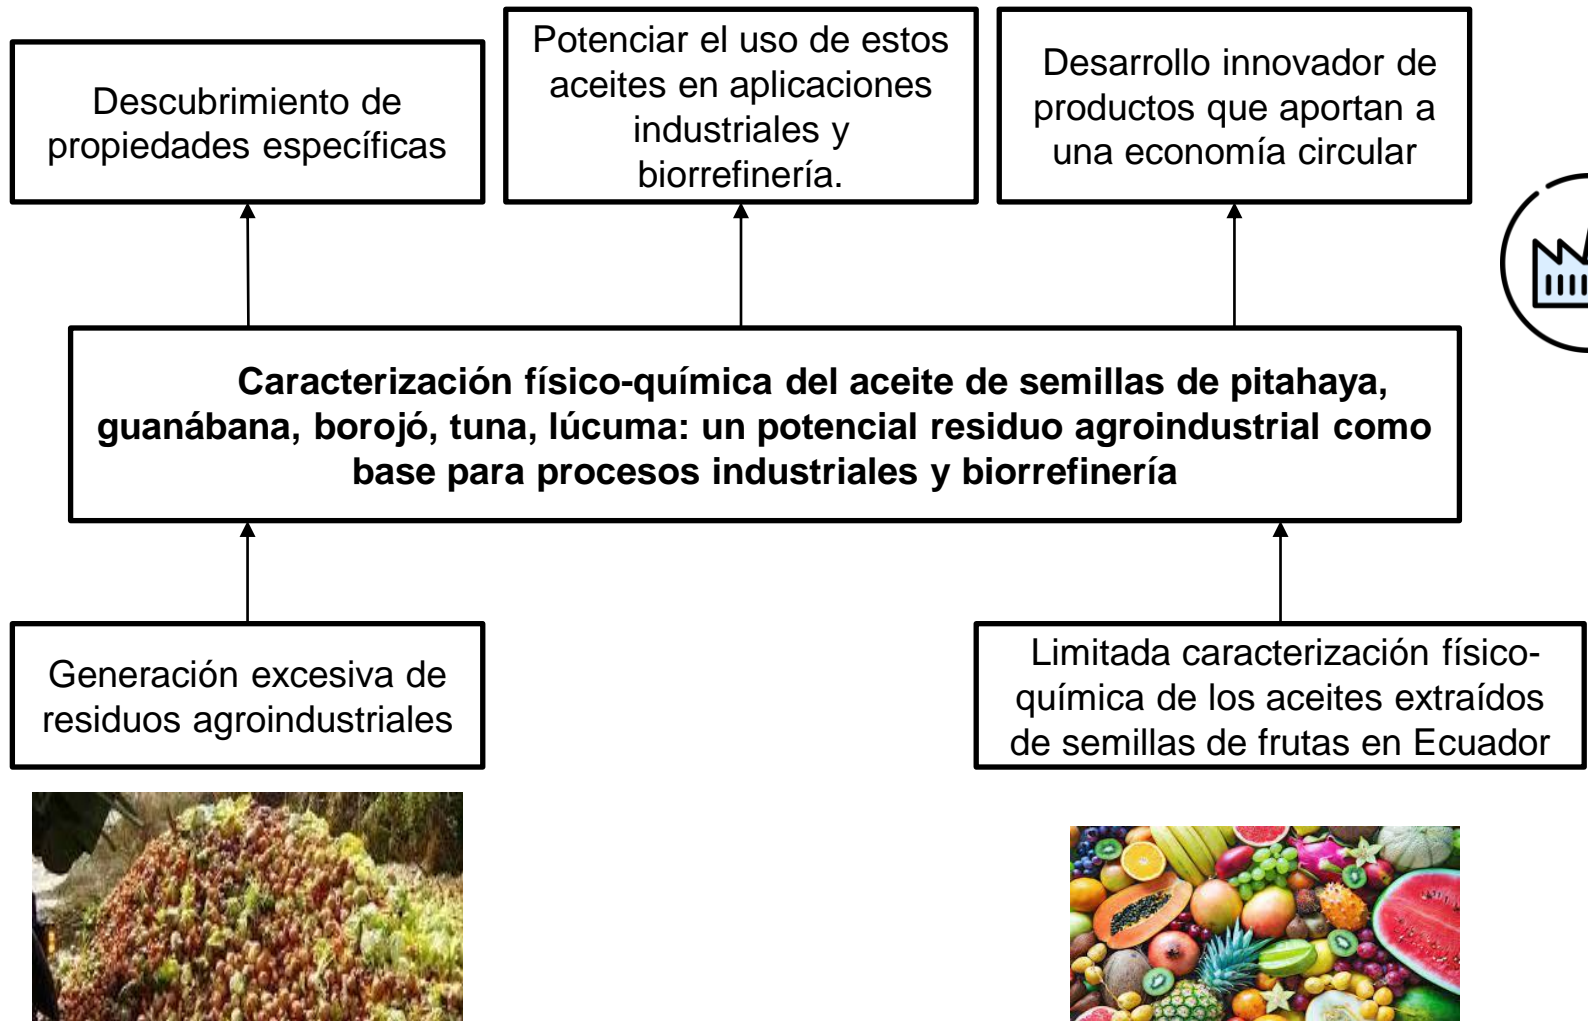 Descubrimiento de
propiedades específicas
Potenciar el uso de estos
aceites en aplicaciones
industriales y
biorrefinería.
Desarrollo innovador de
productos que aportan a
una economía circular
Caracterización físico-química del aceite de semillas de pitahaya,
guanábana, borojó, tuna, lúcuma: un potencial residuo agroindustrial como
base para procesos industriales y biorrefinería
Generación excesiva de
residuos agroindustriales
Limitada caracterización físico-
química de los aceites extraídos
de semillas de frutas en Ecuador